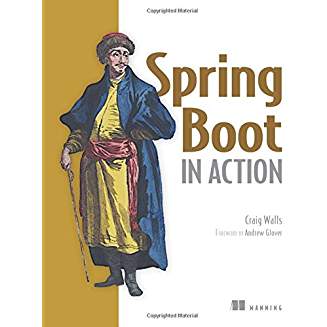 Spring
Boot
IN ACTION
Craig Walls
FOREWORD BY Andrew Glover
MANNING